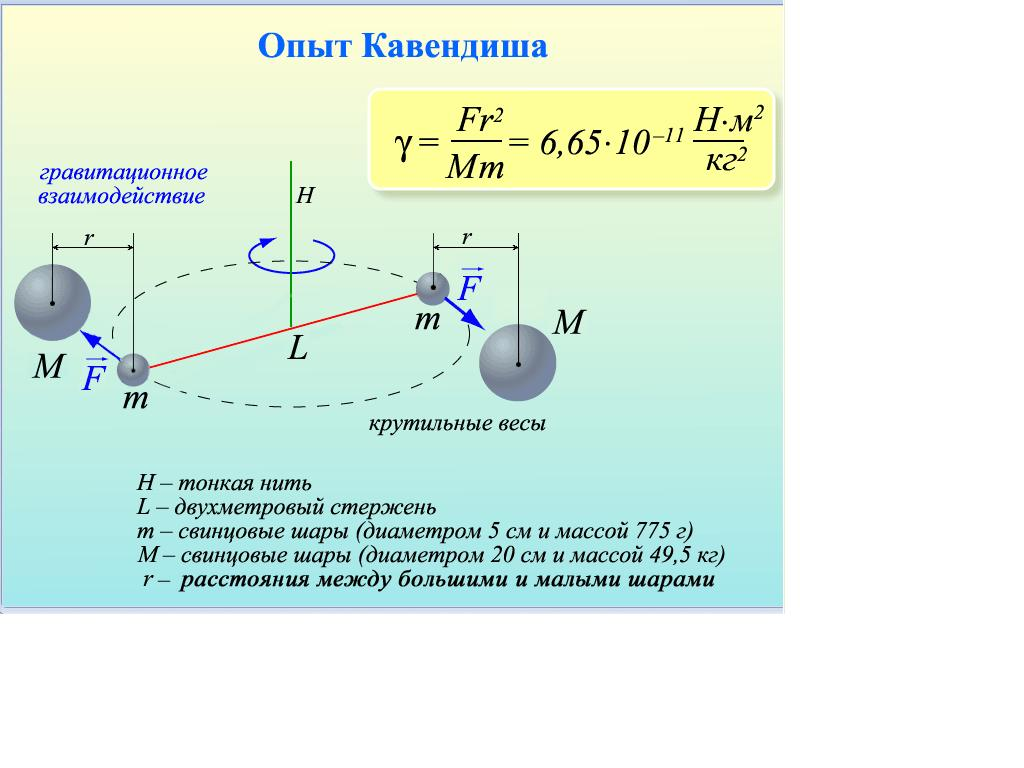 Опыт Кавендиша
γ = Fr² / Mm = 6,65·10⁻¹¹ Н·м² / кг²
гравитационное
взаимодействие
H
r
r
F
m
M
L
M
F
m
крутильные весы
H – тонкая нить
L – двухметровый стержень
m – свинцовые шары (диаметром 5 см и массой 775 г)
M – свинцовые шары (диаметром 20 см и массой 49,5 кг)
r – расстояния между большими и малыми шарами